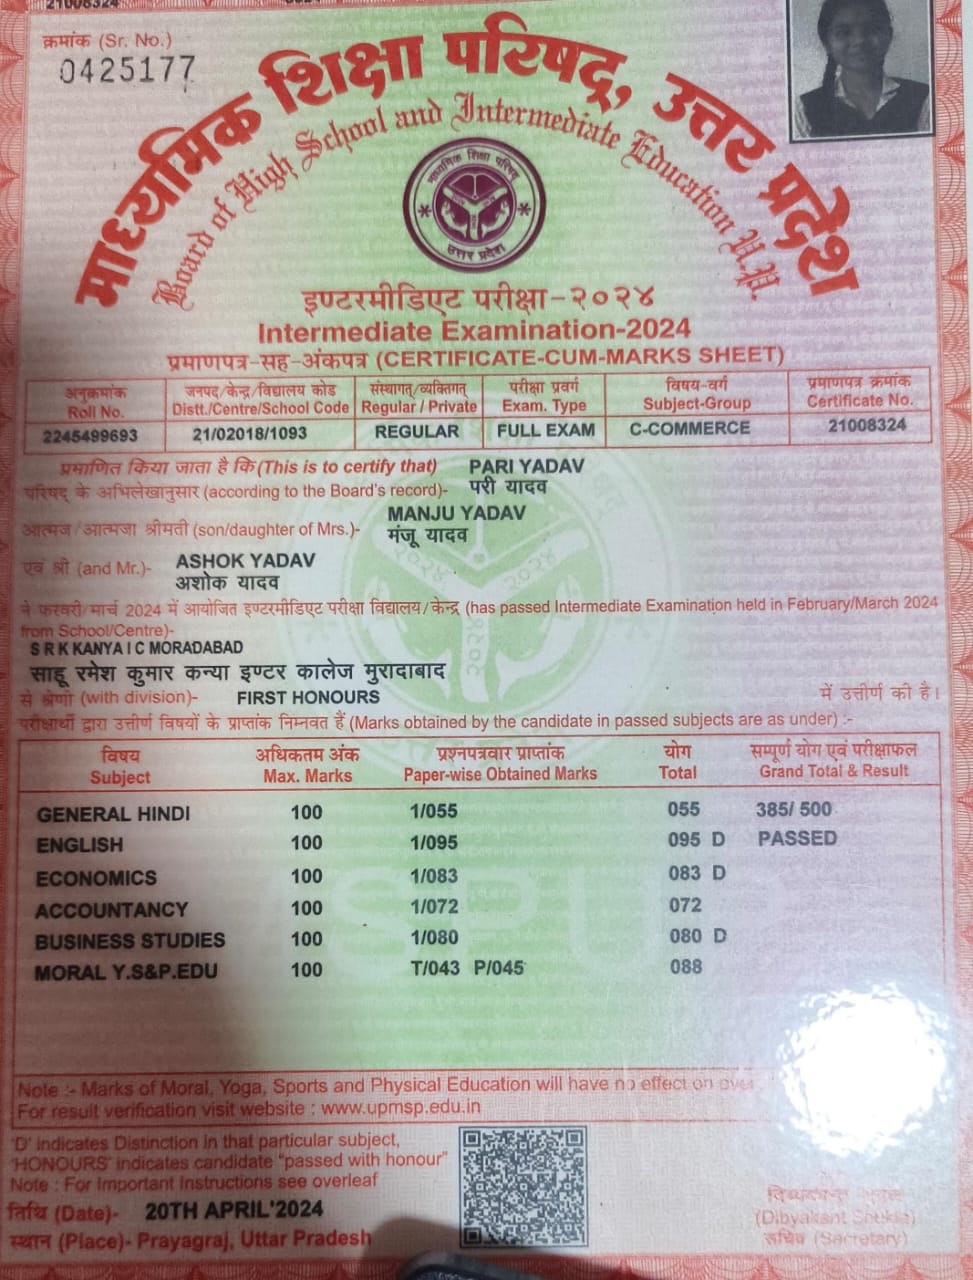 21008324
क्रमांक (Sr. No.)
0425177
माध्यमिक शिक्षा परिषद्, उत्तर प्रदेश
Board of High School and Intermediate Education U.P.
माध्यमिक शिक्षा परिषद्
उत्तर प्रदेश
इण्टरमीडिएट परीक्षा-२०२४
Intermediate Examination-2024
प्रमाणपत्र-सह-अंकपत्र (CERTIFICATE-CUM-MARKS SHEET)
अनुक्रमांक जनपद/केन्द्र/विद्यालय कोड संस्थागत्/व्यक्तिगत् परीक्षा प्रवर्ग विषय-वर्ग प्रमाणपत्र क्रमांक
Roll No. Distt./Centre/School Code Regular / Private Exam. Type Subject-Group Certificate No.
2245499693 21/02018/1093 REGULAR FULL EXAM C-COMMERCE 21008324
प्रमाणित किया जाता है कि (This is to certify that) PARI YADAV
परिषद् के अभिलेखानुसार (according to the Board's record)- परी यादव
MANJU YADAV
आत्मज/आत्मजा श्रीमती (son/daughter of Mrs.)- मंजू यादव
एवं श्री (and Mr.)- ASHOK YADAV
अशोक यादव
ने फरवरी/मार्च 2024 में आयोजित इण्टरमीडिएट परीक्षा विद्यालय/केन्द्र (has passed Intermediate Examination held in February/March 2024
from School/Centre)-
S R K KANYA I C MORADABAD
साहू रमेश कुमार कन्या इण्टर कालेज मुरादाबाद
से श्रेणी (with division)- FIRST HONOURS में उत्तीर्ण की है।
परीक्षार्थी द्वारा उत्तीर्ण विषयों के प्राप्तांक निम्नवत हैं (Marks obtained by the candidate in passed subjects are as under) :-
विषय अधिकतम अंक प्रश्नपत्रवार प्राप्तांक योग सम्पूर्ण योग एवं परीक्षाफल
Subject Max. Marks Paper-wise Obtained Marks Total Grand Total & Result
GENERAL HINDI 100 1/055 055 385/ 500
ENGLISH 100 1/095 095 D PASSED
ECONOMICS 100 1/083 083 D
ACCOUNTANCY 100 1/072 072
BUSINESS STUDIES 100 1/080 080 D
MORAL Y.S&P.EDU 100 T/043 P/045 088
Note :- Marks of Moral, Yoga, Sports and Physical Education will have no effect on
For result verification visit website : www.upmsp.edu.in
'D' indicates Distinction in that particular subject,
'HONOURS' indicates candidate "passed with honour"
Note : For Important Instructions see overleaf
तिथि (Date)- 20TH APRIL'2024
स्थान (Place)- Prayagraj, Uttar Pradesh
(Dibyakant Shukla)
सचिव (Secretary)